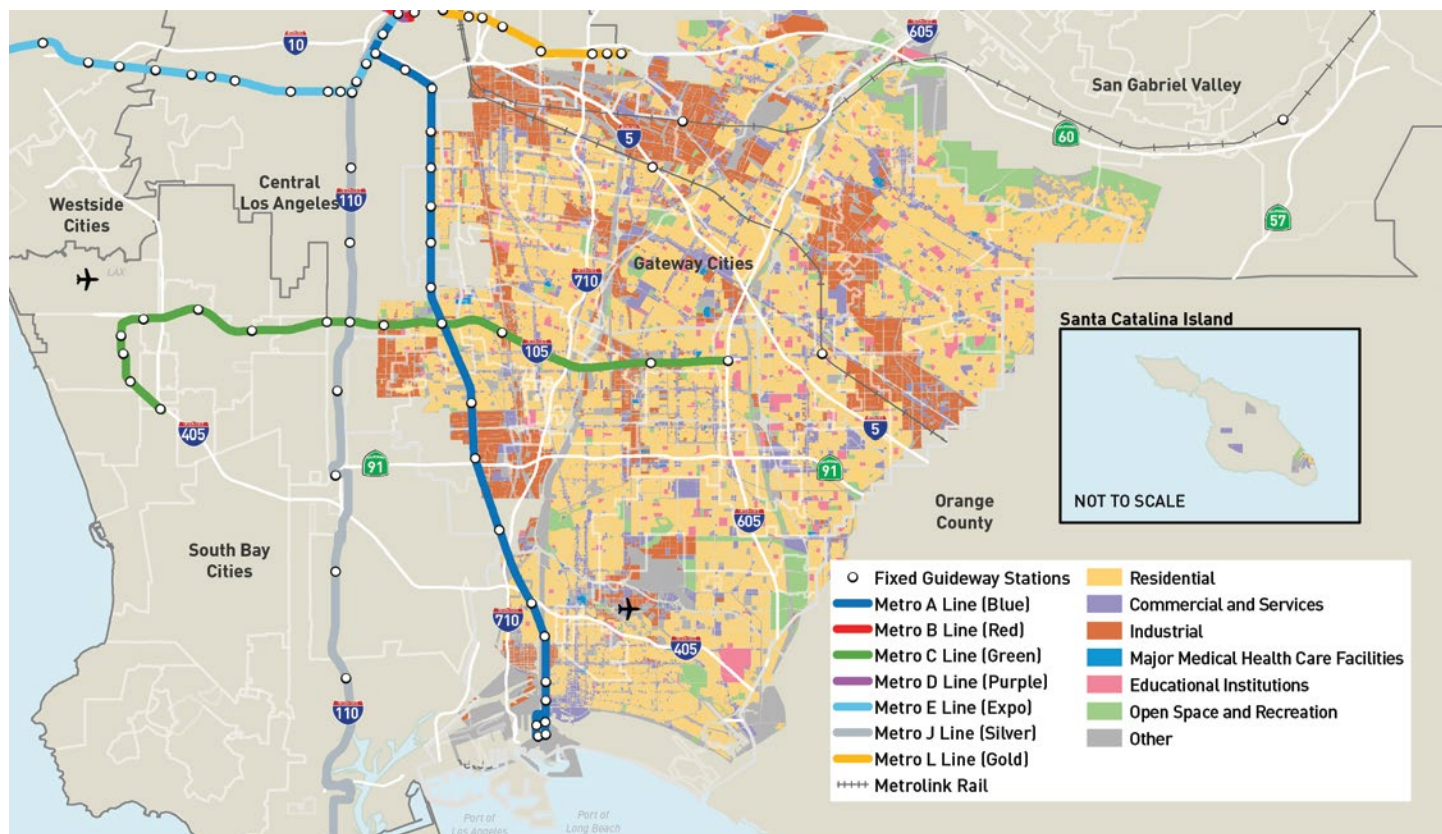 10
605
San Gabriel Valley
5
60
Central
Los Angeles
110
Westside
Cities
57
LAX
Gateway Cities
710
Santa Catalina Island
105
405
5
91
91
NOT TO SCALE
Orange
County
605
South Bay
Cities
710
405
110
Port of
Los Angeles
Port of
Long Beach
Fixed Guideway Stations
Metro A Line (Blue)
Metro B Line (Red)
Metro C Line (Green)
Metro D Line (Purple)
Metro E Line (Expo)
Metro J Line (Silver)
Metro L Line (Gold)
Metrolink Rail
Residential
Commercial and Services
Industrial
Major Medical Health Care Facilities
Educational Institutions
Open Space and Recreation
Other